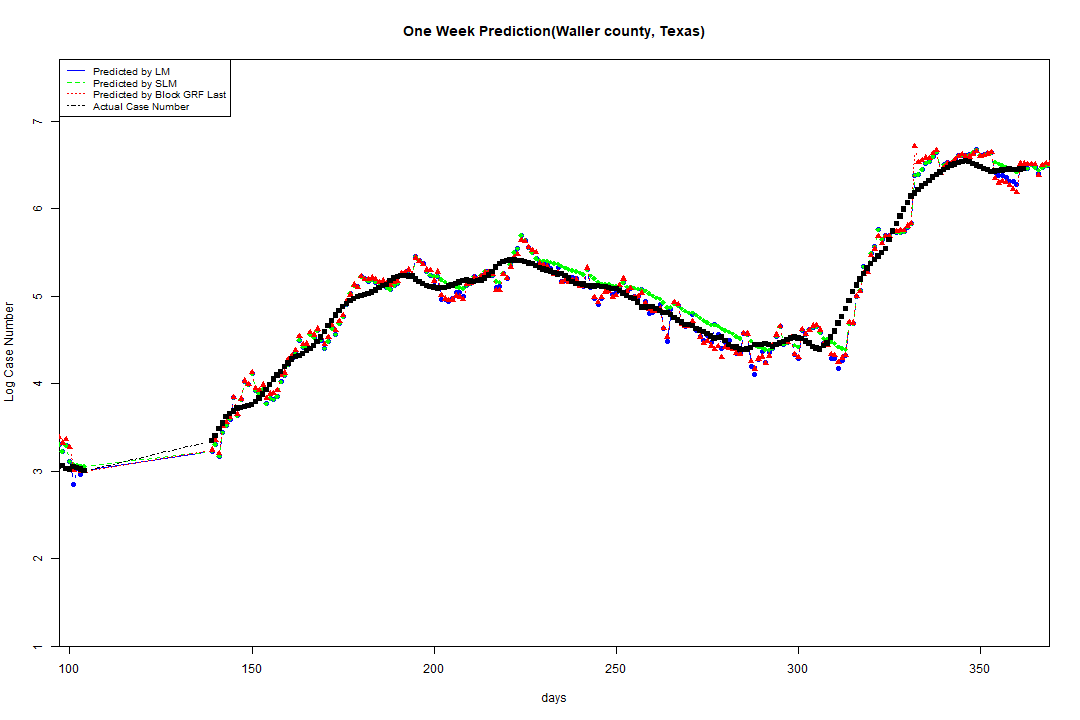 One Week Prediction(Waller county, Texas)
Predicted by LM
Predicted by SLM
Predicted by Block GRF Last
Actual Case Number
7
6
5
4
3
2
1
Log Case Number
100 150 200 250 300 350
days